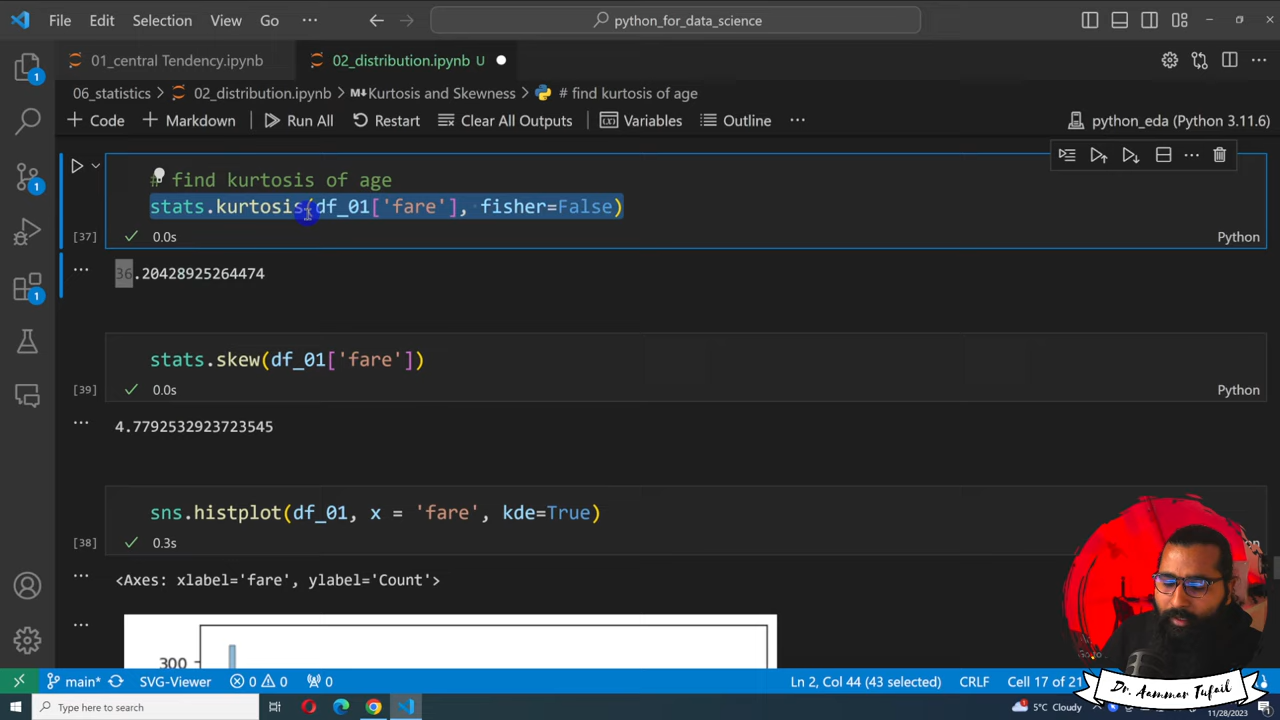 File Edit Selection View Go ··· python_for_data_science
01_central Tendency.ipynb 02_distribution.ipynb U
06_statistics > 02_distribution.ipynb > Kurtosis and Skewness > # find kurtosis of age
Code Markdown Run All Restart Clear All Outputs Variables Outline ··· python_eda (Python 3.11.6)
1
# find kurtosis of age
stats.kurtosis(df_01['fare'], fisher=False)
[37] 0.0s Python
1
36.20428925264474
1
stats.skew(df_01['fare'])
[39] 0.0s Python
4.7792532923723545
sns.histplot(df_01, x = 'fare', kde=True)
[38] 0.3s
<Axes: xlabel='fare', ylabel='Count'>
300
main* SVG-Viewer 0 0 0 Ln 2, Col 44 (43 selected) CRLF Cell 17 of 21
Dr. Aammar Tufail
Type here to search 5°C Cloudy 11/28/2023